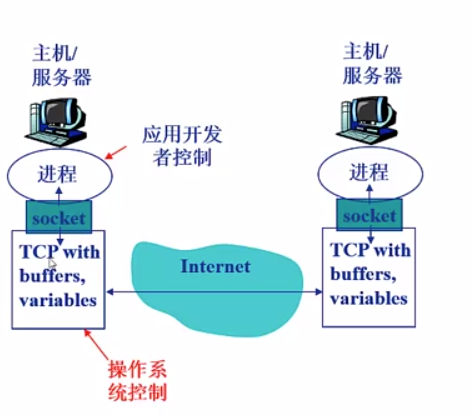 主机/
服务器
进程
socket
TCP with
buffers,
variables
应用开发
者控制
Internet
操作系
统控制
主机/
服务器
进程
socket
TCP with
buffers,
variables